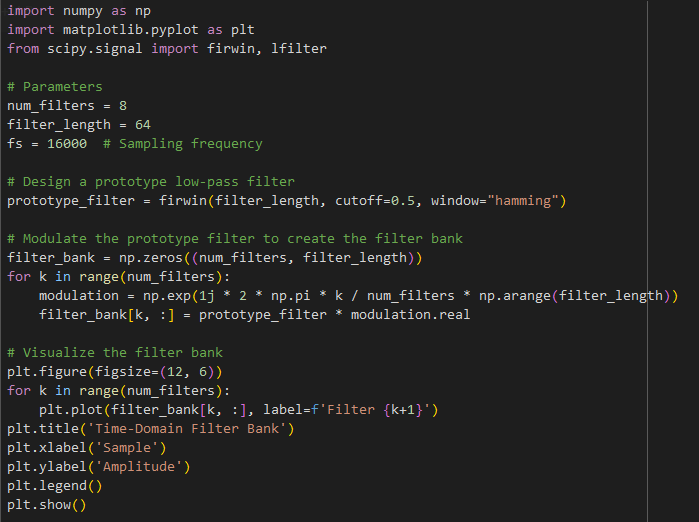 import numpy as np
import matplotlib.pyplot as plt
from scipy.signal import firwin, lfilter

# Parameters
num_filters = 8
filter_length = 64
fs = 16000  # Sampling frequency

# Design a prototype low-pass filter
prototype_filter = firwin(filter_length, cutoff=0.5, window="hamming")

# Modulate the prototype filter to create the filter bank
filter_bank = np.zeros((num_filters, filter_length))
for k in range(num_filters):
    modulation = np.exp(1j * 2 * np.pi * k / num_filters * np.arange(filter_length))
    filter_bank[k, :] = prototype_filter * modulation.real

# Visualize the filter bank
plt.figure(figsize=(12, 6))
for k in range(num_filters):
    plt.plot(filter_bank[k, :], label=f'Filter {k+1}')
plt.title('Time-Domain Filter Bank')
plt.xlabel('Sample')
plt.ylabel('Amplitude')
plt.legend()
plt.show()